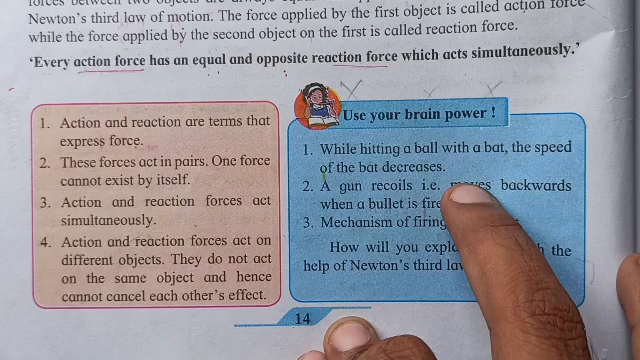 Newton's third law of motion. The force applied by the first object is called action force
while the force applied by the second object on the first is called reaction force.
'Every action force has an equal and opposite reaction force which acts simultaneously.'
1. Action and reaction are terms that
express force.
2. These forces act in pairs. One force
cannot exist by itself.
3. Action and reaction forces act
simultaneously.
4. Action and reaction forces act on
different objects. They do not act
on the same object and hence
cannot cancel each other's effect.
Use your brain power !
1. While hitting a ball with a bat, the speed
of the bat decreases.
2. A gun recoils i.e. moves backwards
when a bullet is
3. Mechanism of firing
How will you the
help of Newton's third
14